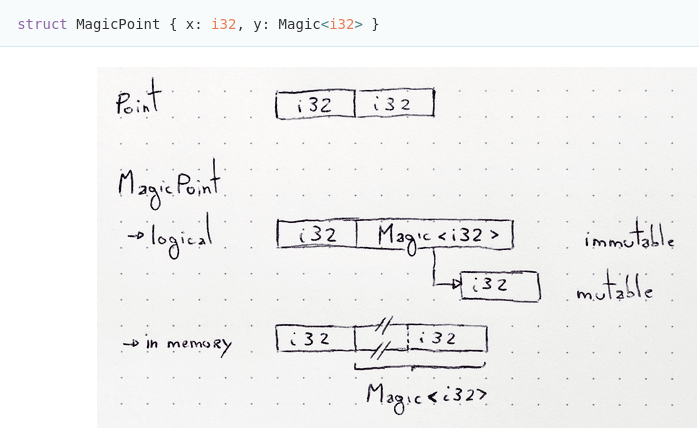 struct MagicPoint { x: i32, y: Magic<i32> }
Point i32 i32
MagicPoint
→ logical i32 Magic<i32> immutable
i32 mutable
→ in memory i32 i32
Magic<i32>